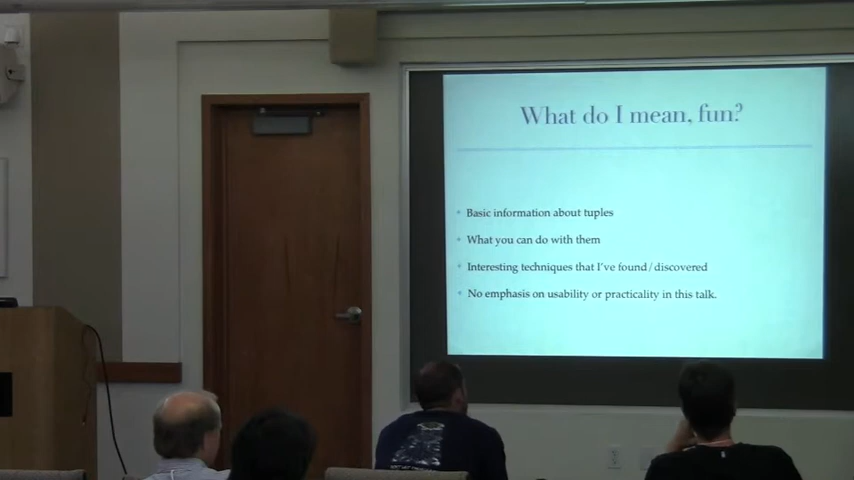 What do I mean, fun?
Basic information about tuples
What you can do with them
Interesting techniques that I've found/discovered
No emphasis on usability or practicality in this talk.